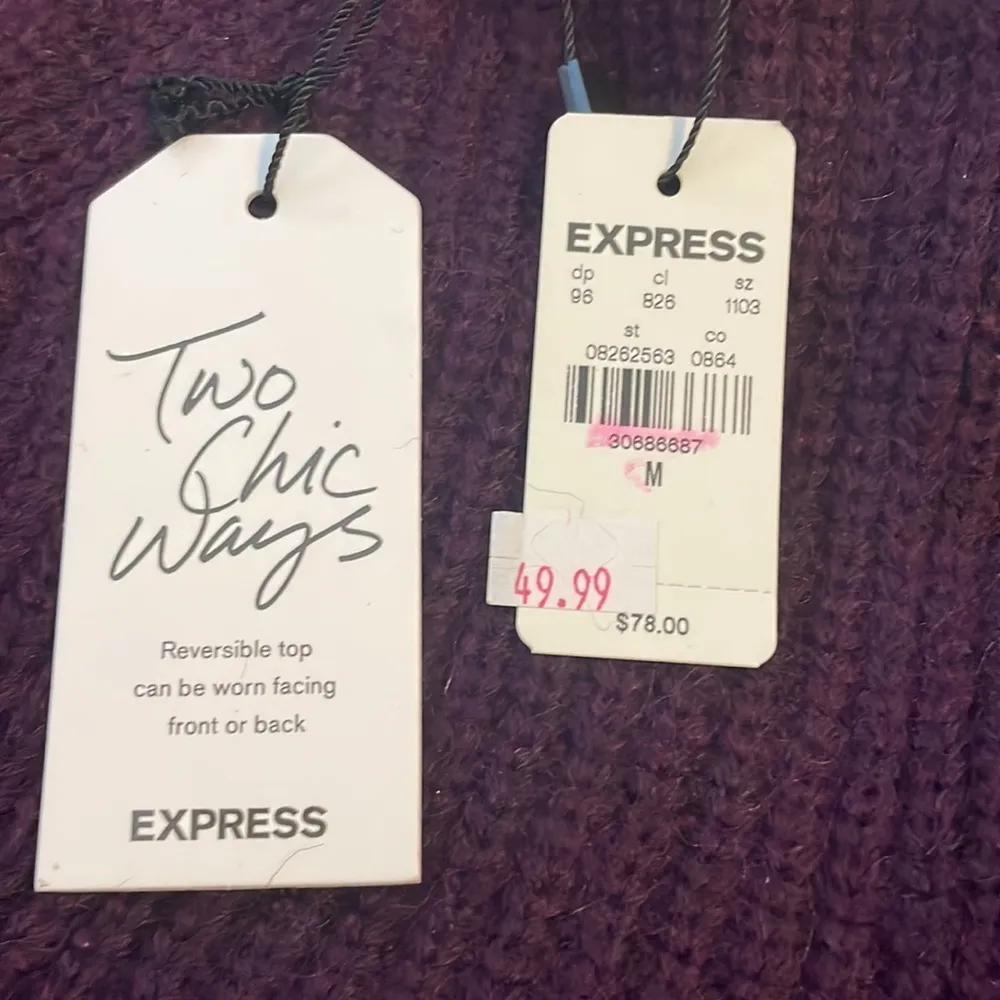 Two
Chic
Ways
Reversible top
can be worn facing
front or back
EXPRESS
EXPRESS
dp cl sz
96 826 1103
st co
08262563 0864
30686687
M
49.99
$78.00